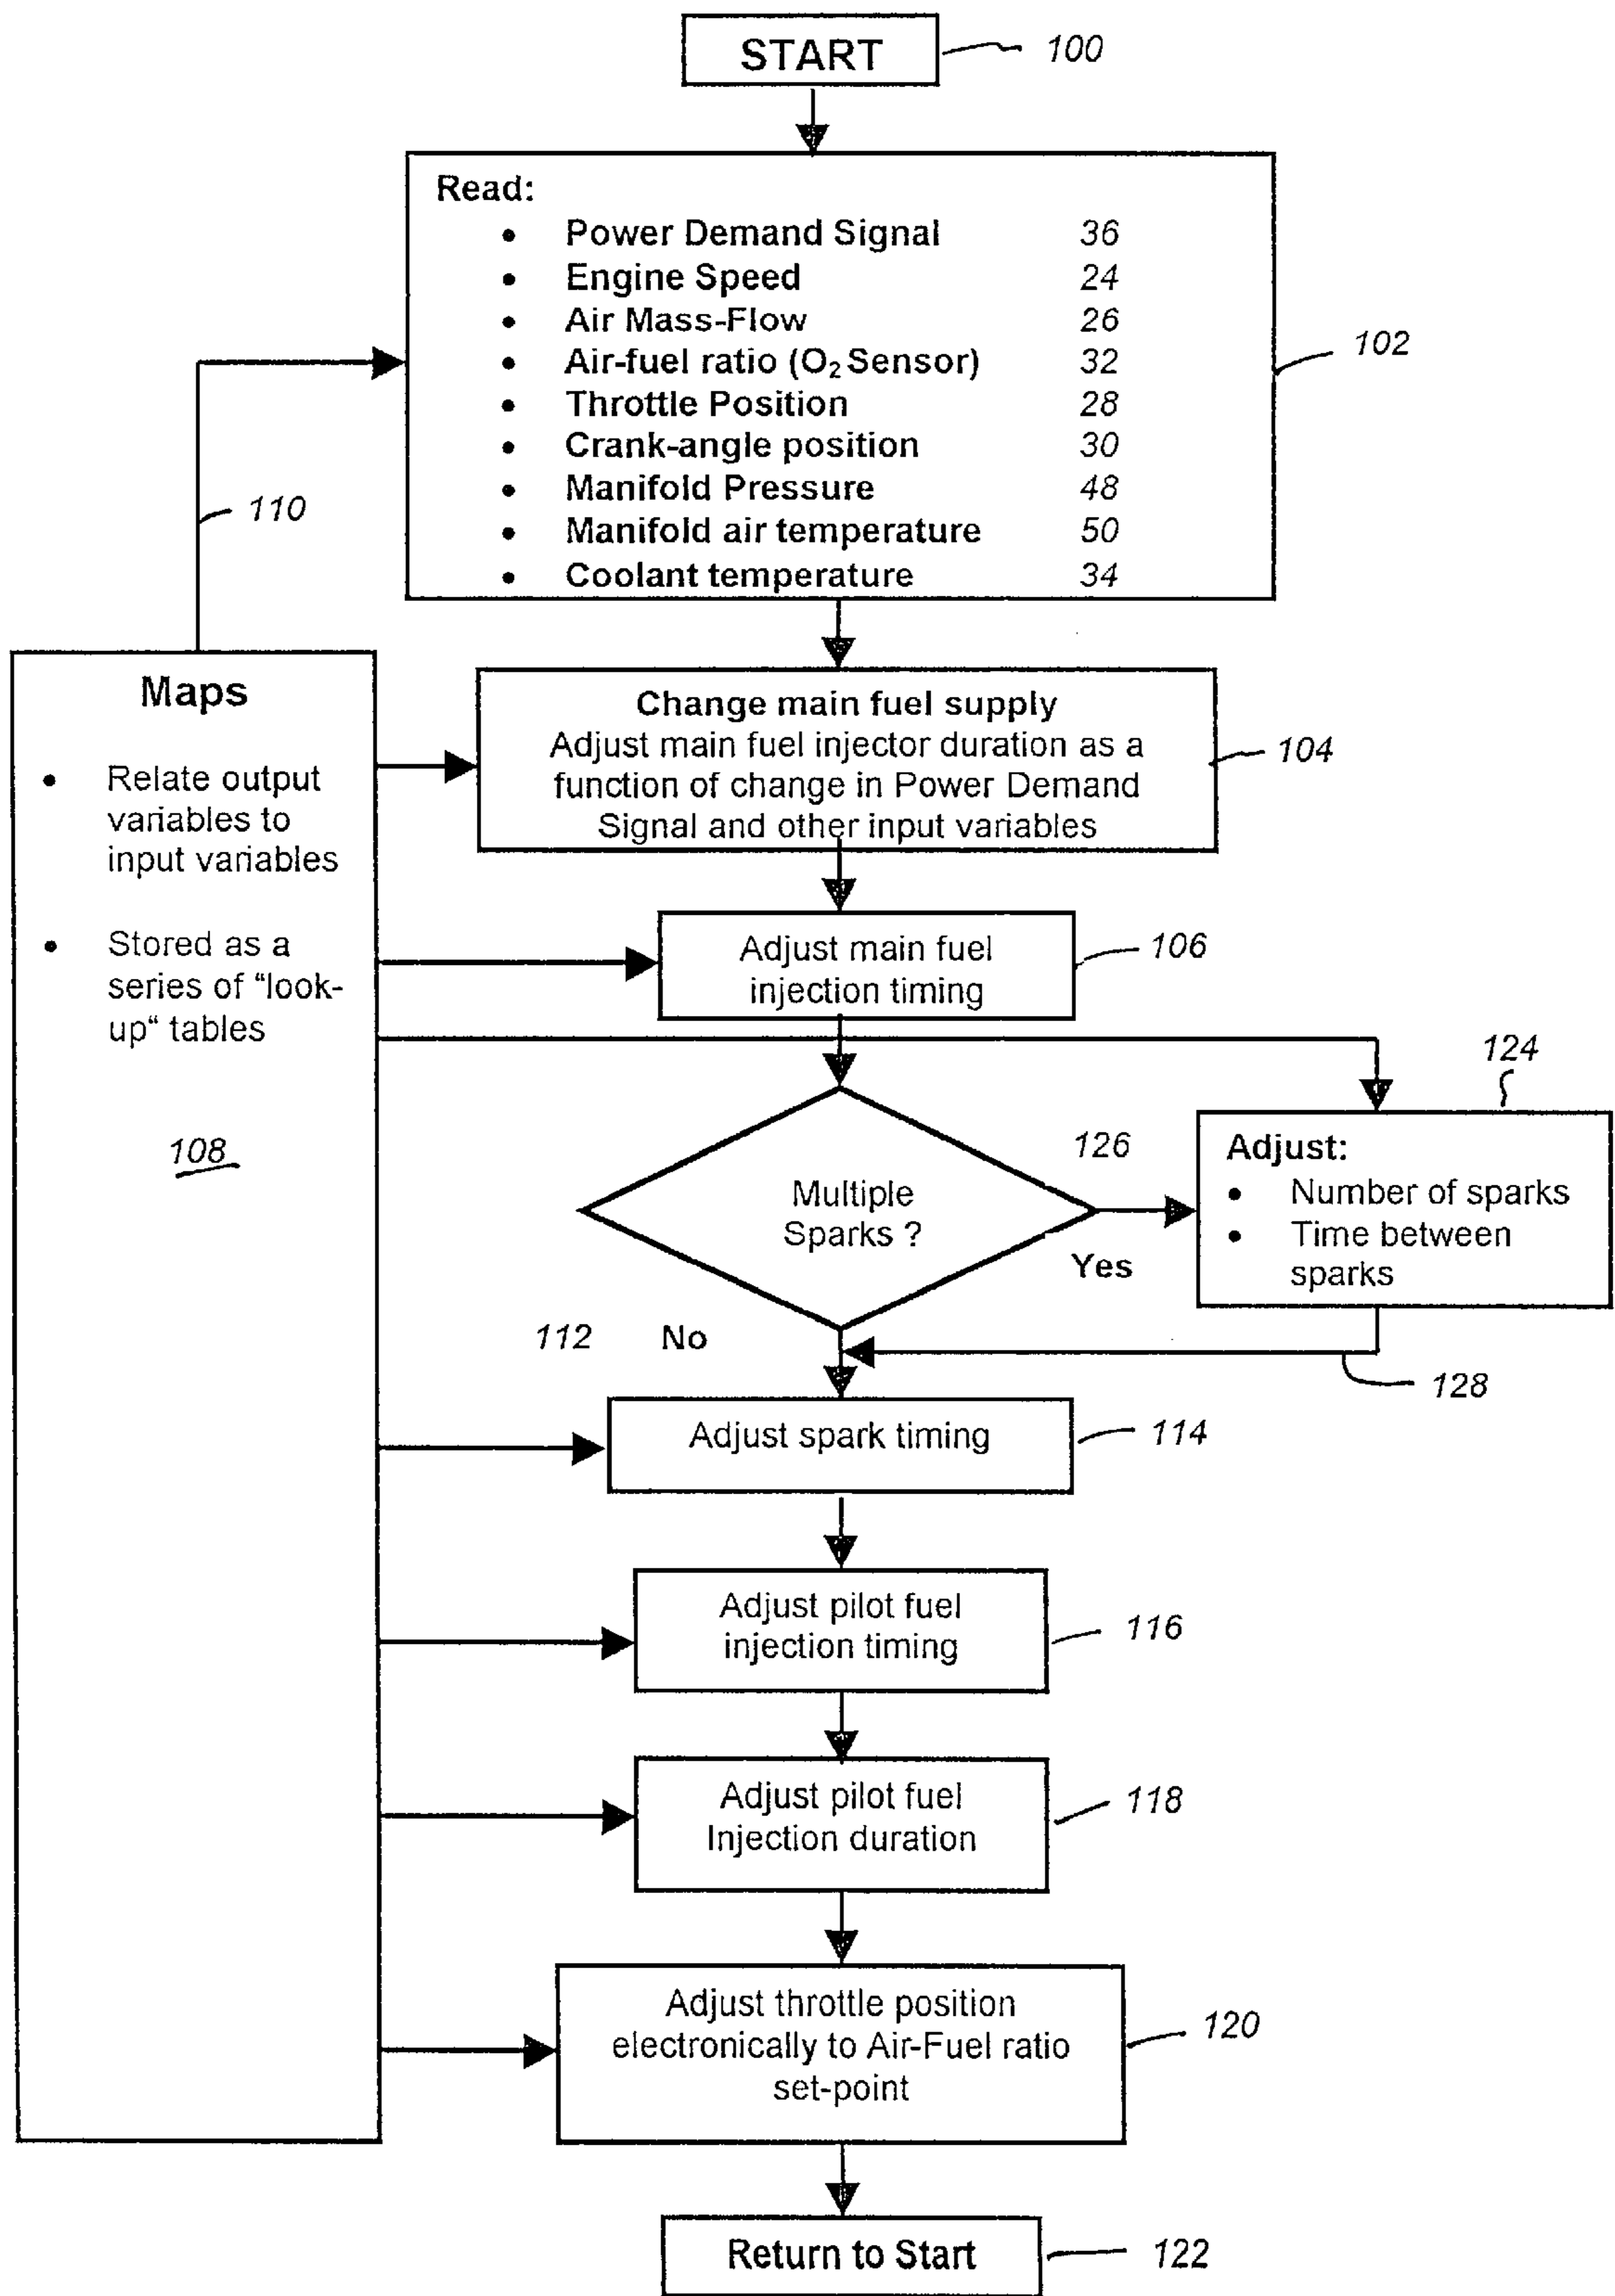 START
100
Read:
• Power Demand Signal 36
• Engine Speed 24
• Air Mass-Flow 26
• Air-fuel ratio (O₂ Sensor) 32
• Throttle Position 28
• Crank-angle position 30
• Manifold Pressure 48
• Manifold air temperature 50
• Coolant temperature 34
102
110
Maps
• Relate output
variables to
input variables
• Stored as a
series of "look-
up" tables
108
Change main fuel supply
Adjust main fuel injector duration as a
function of change in Power Demand
Signal and other input variables
104
Adjust main fuel
injection timing
106
Multiple
Sparks ?
126
Yes
124
Adjust:
• Number of sparks
• Time between
sparks
112
No
128
Adjust spark timing
114
Adjust pilot fuel
injection timing
116
Adjust pilot fuel
Injection duration
118
Adjust throttle position
electronically to Air-Fuel ratio
set-point
120
Return to Start
122